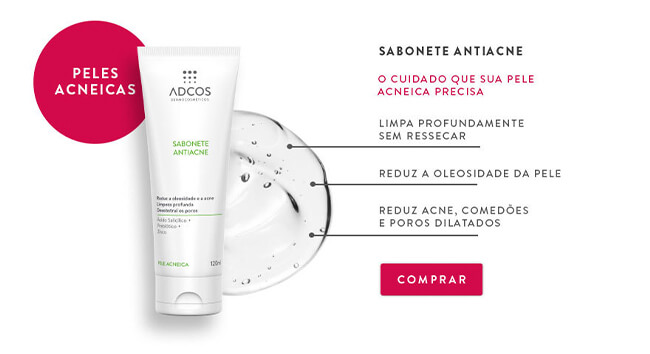 PELES
ACNEICAS
ADCOS
DERMOCOSMÉTICOS
SABONETE
ANTIACNE
Reduz a oleosidade e a acne
Limpeza profunda
Desobstrui os poros
Ácido Salicílico +
Prebiótico +
Zinco
PELE ACNEICA
120ml
SABONETE ANTIACNE
O CUIDADO QUE SUA PELE
ACNEICA PRECISA
LIMPA PROFUNDAMENTE
SEM RESSECAR
REDUZ A OLEOSIDADE DA PELE
REDUZ ACNE, COMEDÕES
E POROS DILATADOS
COMPRAR